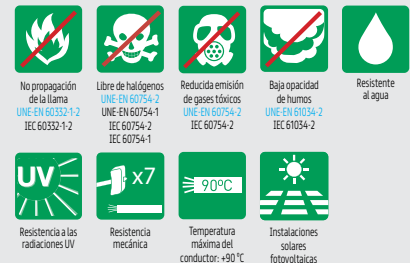 No propagación
de la llama
UNE-EN 60332-1-2
IEC 60332-1-2
Libre de halógenos
UNE-EN 60754-2
UNE-EN 60754-1
IEC 60754-2
IEC 60754-1
Reducida emisión
de gases tóxicos
UNE-EN 60754-2
IEC 60754-2
Baja opacidad
de humos
UNE-EN 61034-2
IEC 61034-2
Resistente
al agua
UV
Resistencia a las
radiaciones UV
x7
Resistencia
mecánica
90ºC
Temperatura
máxima del
conductor: +90 ºC
Instalaciones
solares
fotovoltaicas